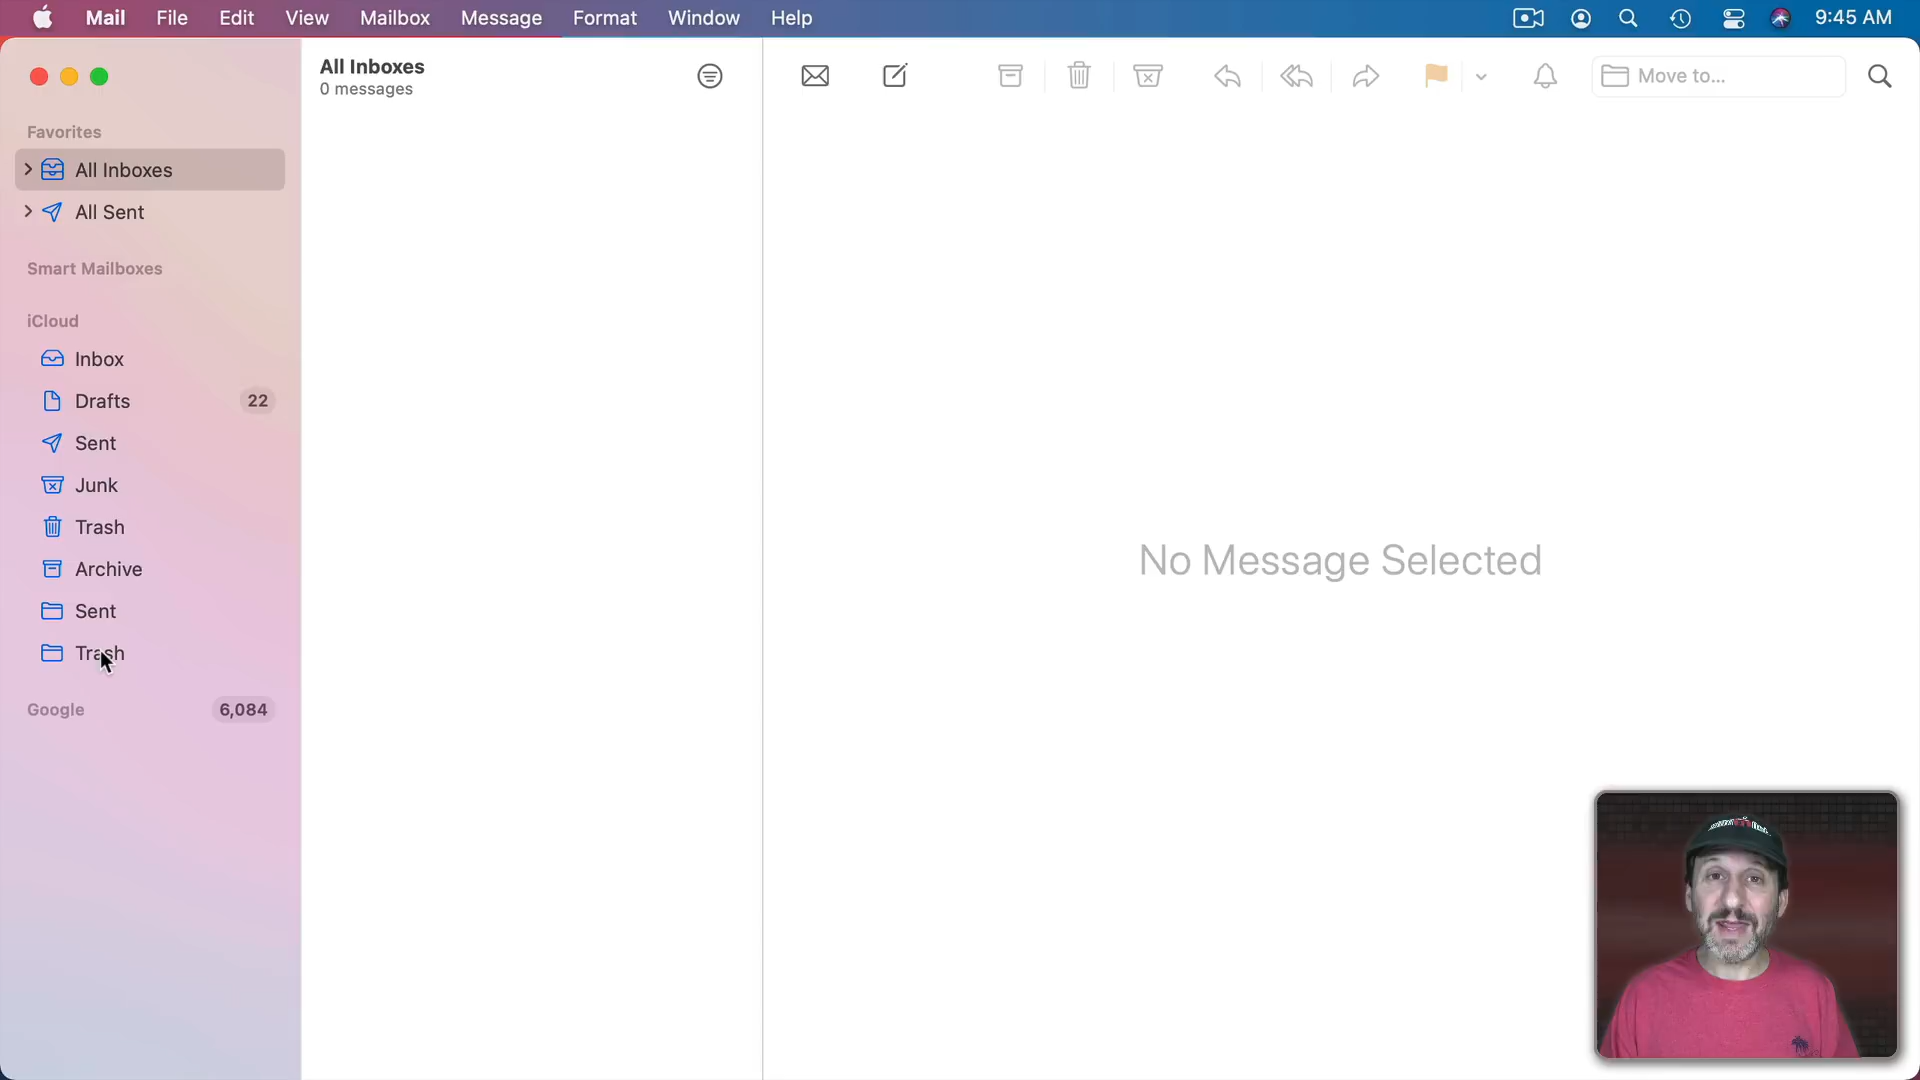 Mail File Edit View Mailbox Message Format Window Help 9:45 AM
All Inboxes
0 messages
Move to...
Favorites
All Inboxes
All Sent
Smart Mailboxes
iCloud
Inbox
Drafts 22
Sent
Junk
Trash
Archive
Sent
Trash
Google 6,084
No Message Selected